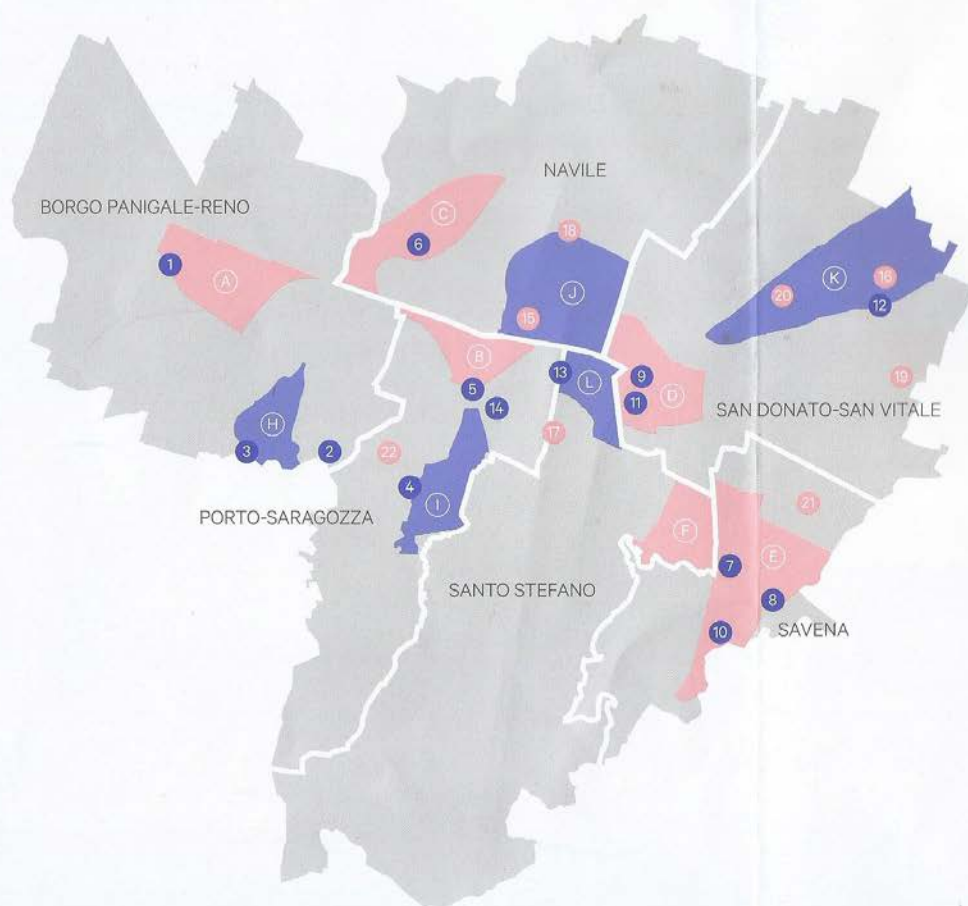 NAVILE
BORGO PANIGALE-RENO
C
18
6
1
A
K
16
20
J
12
15
B
13
L
9
D
19
5
11
14
SAN DONATO-SAN VITALE
H
17
3
2
22
4
I
PORTO-SARAGOZZA
21
F
E
7
SANTO STEFANO
8
10
SAVENA